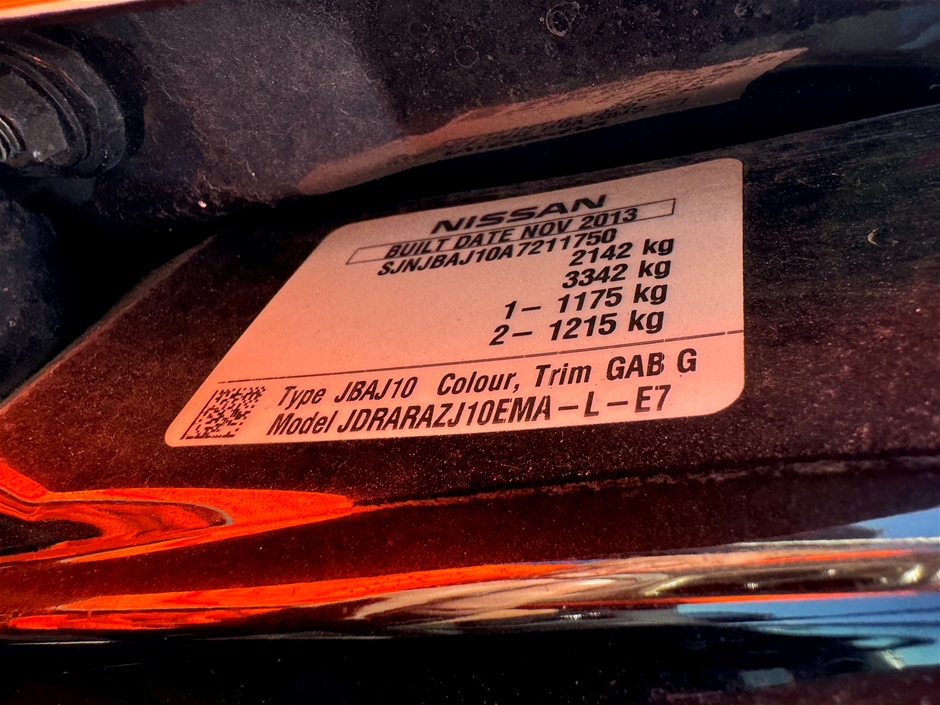 NISSAN
BUILT DATE NOV 2013
SJNJBAJ10A7211750
2142 kg
3342 kg
1– 1175 kg
2– 1215 kg
Type JBAJ10 Colour, Trim GAB G
Model JDRARAZJ10EMA–L–E7